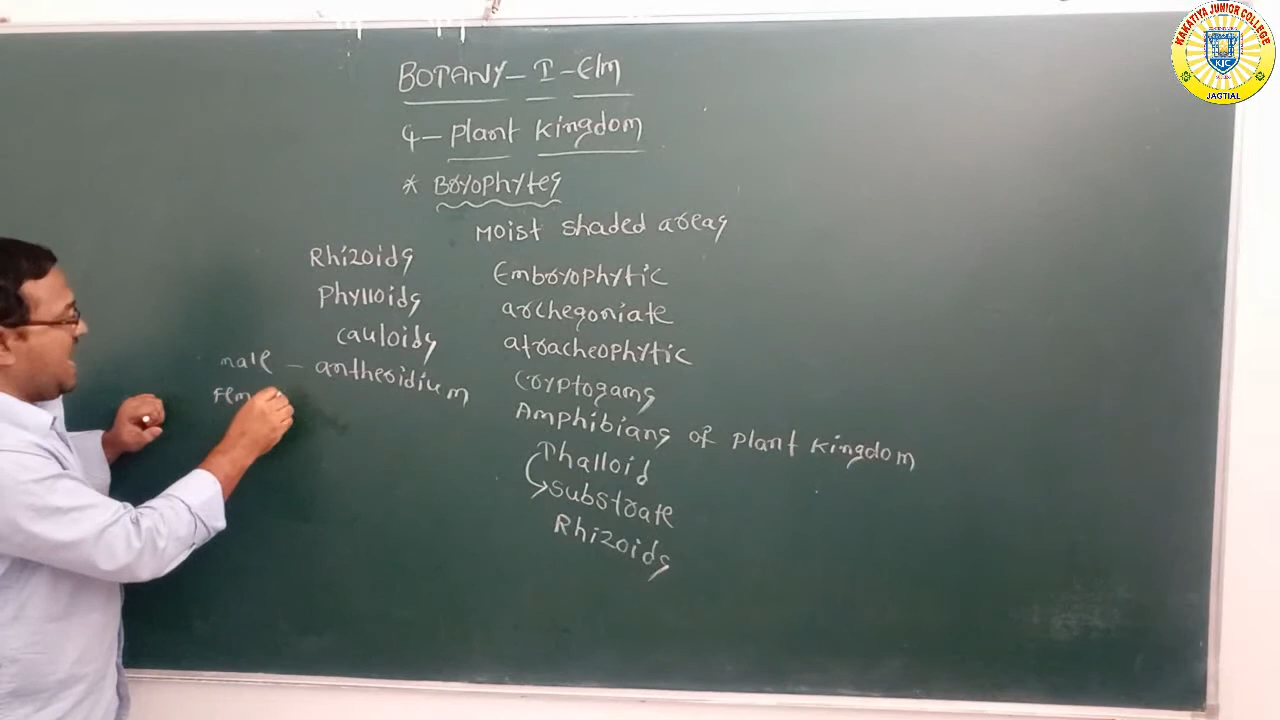 BOTANY - I - E/m
4 - Plant Kingdom
* Bryophytes
Moist shaded areas
Rhizoids
Phylloids
cauloids
male - antheridium
Fem
Embryophytic
archegoniate
atracheophytic
Cryptogams
Amphibians of Plant Kingdom
Thalloid
substrate
Rhizoids
KAKATIYA JUNIOR COLLEGE
KJC
JAGTIAL